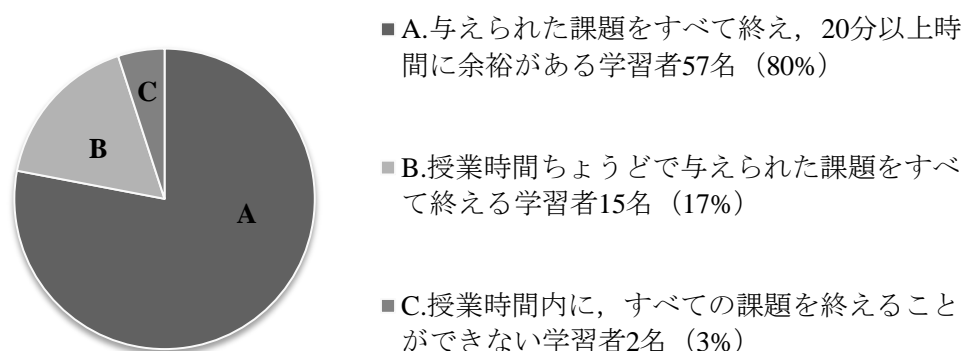 A.与えられた課題をすべて終え，20分以上時
間に余裕がある学習者57名（80%）
B.授業時間ちょうどで与えられた課題をすべ
て終える学習者15名（17%）
C.授業時間内に，すべての課題を終えること
ができない学習者2名（3%）
C
B
A